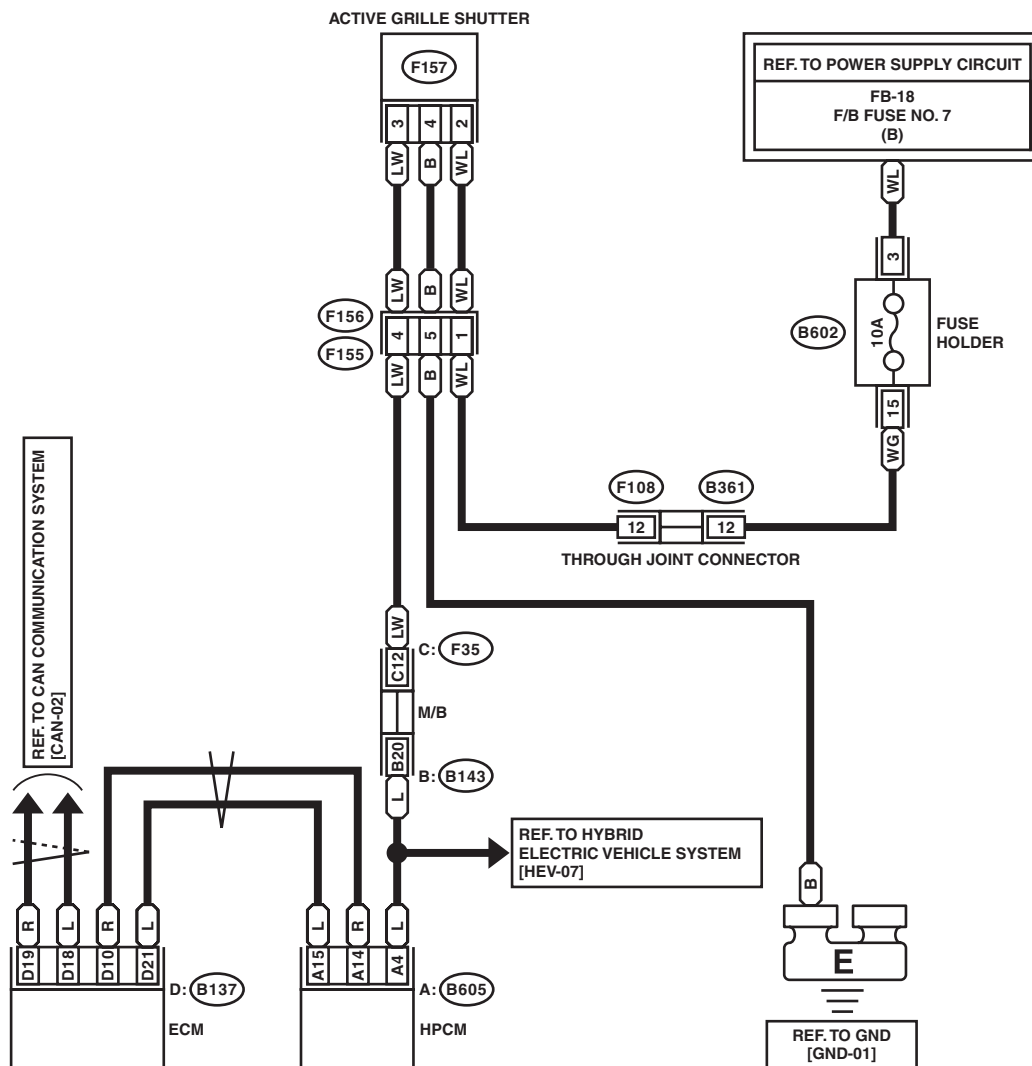 ACTIVE GRILLE SHUTTER
F157
3 4 2
LW B WL
REF. TO POWER SUPPLY CIRCUIT
FB-18
F/B FUSE NO. 7
(B)
WL
3
B602
10A
FUSE
HOLDER
15
WG
LW B WL
F156
F155
4 5 1
LW B WL
F108
B361
12
12
THROUGH JOINT CONNECTOR
REF. TO CAN COMMUNICATION SYSTEM
[CAN-02]
LW
C12
C: F35
M/B
B20
B: B143
L
REF. TO HYBRID
ELECTRIC VEHICLE SYSTEM
[HEV-07]
B
E
REF. TO GND
[GND-01]
R L R L
D19 D18 D10 D21
D: B137
ECM
L R L
A15 A14 A4
A: B605
HPCM